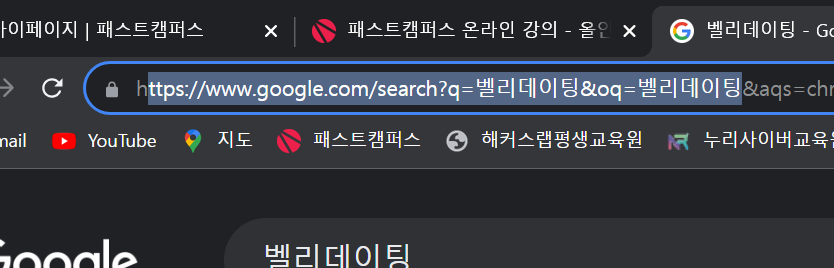 마이페이지 | 패스트캠퍼스 패스트캠퍼스 온라인 강의 - 올인 벨리데이팅 - Go
https://www.google.com/search?q=벨리데이팅&oq=벨리데이팅&aqs=chr
mail YouTube 지도 패스트캠퍼스 해커스랩평생교육원 누리사이버교육원
Google 벨리데이팅